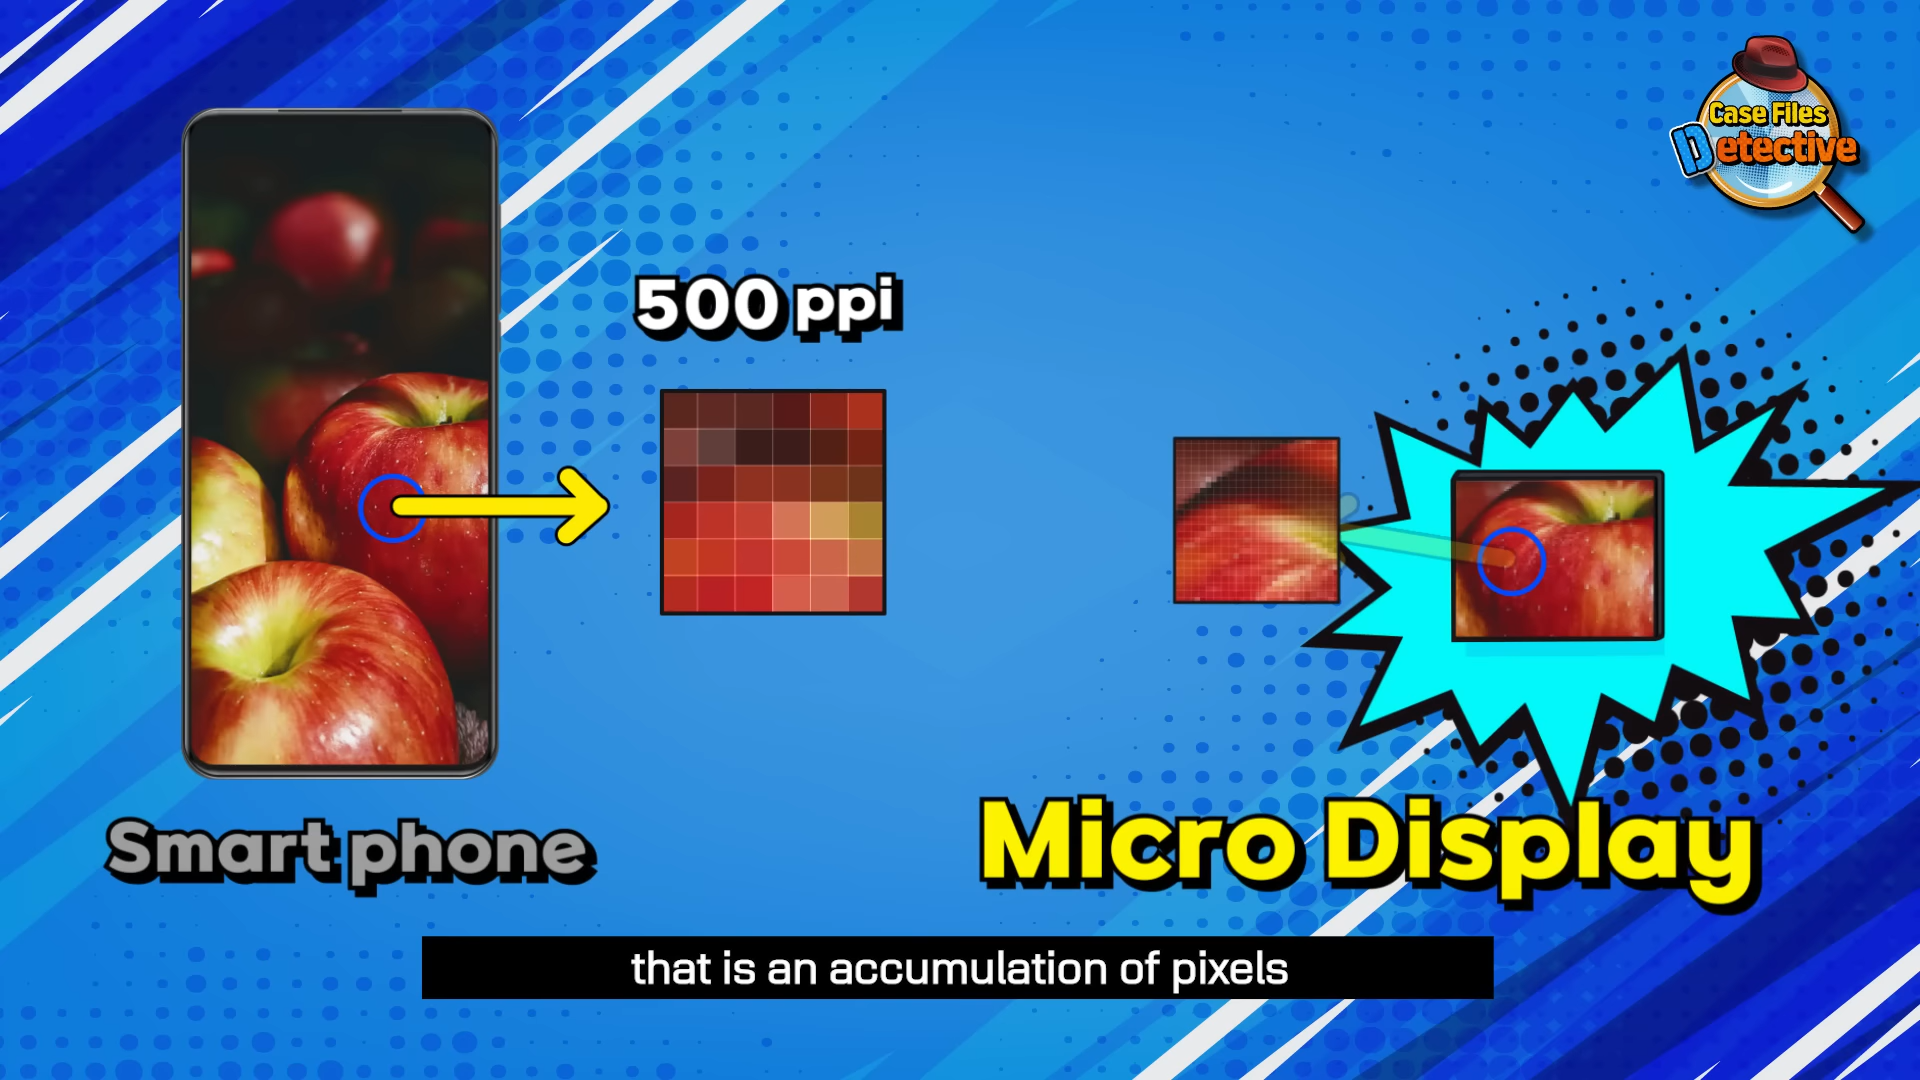 Case Files
Detective
500 ppi
Smart phone
Micro Display
that is an accumulation of pixels